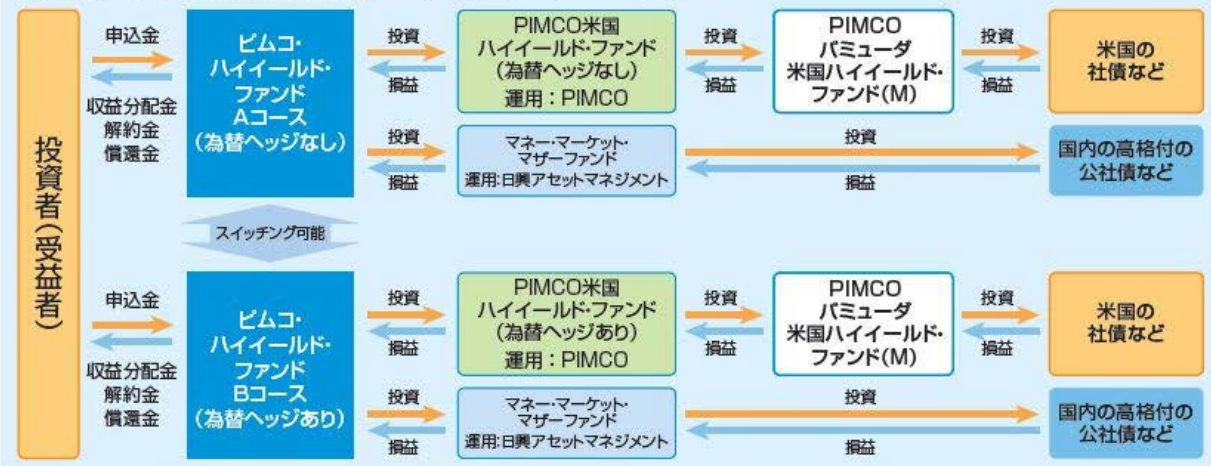 投資者(受益者)
申込金
収益分配金
解約金
償還金
ピムコ・
ハイイールド・
ファンド
Aコース
(為替ヘッジなし)
投資
損益
PIMCO米国
ハイイールド・ファンド
(為替ヘッジなし)
運用：PIMCO
投資
損益
PIMCO
バミューダ
米国ハイイールド・
ファンド(M)
投資
損益
米国の
社債など
投資
損益
マネー・マーケット・
マザーファンド
運用:日興アセットマネジメント
投資
損益
国内の高格付の
公社債など
スイッチング可能
申込金
収益分配金
解約金
償還金
ピムコ・
ハイイールド・
ファンド
Bコース
(為替ヘッジあり)
投資
損益
PIMCO米国
ハイイールド・ファンド
(為替ヘッジあり)
運用：PIMCO
投資
損益
PIMCO
バミューダ
米国ハイイールド・
ファンド(M)
投資
損益
米国の
社債など
投資
損益
マネー・マーケット・
マザーファンド
運用:日興アセットマネジメント
投資
損益
国内の高格付の
公社債など